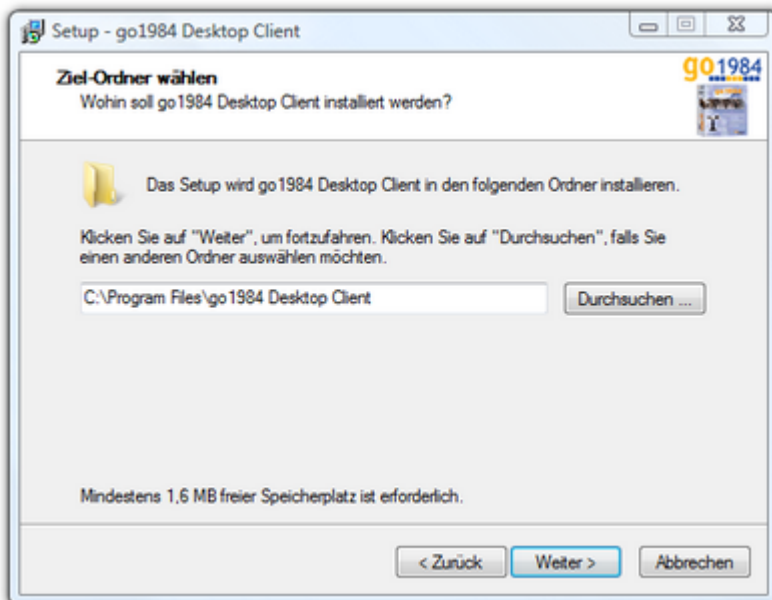 Setup - go1984 Desktop Client
Ziel-Ordner wählen
Wohin soll go1984 Desktop Client installiert werden?
go1984
Das Setup wird go1984 Desktop Client in den folgenden Ordner installieren.
Klicken Sie auf "Weiter", um fortzufahren. Klicken Sie auf "Durchsuchen", falls Sie
einen anderen Ordner auswählen möchten.
C:\Program Files\go1984 Desktop Client
Durchsuchen ...
Mindestens 1,6 MB freier Speicherplatz ist erforderlich.
< Zurück
Weiter >
Abbrechen